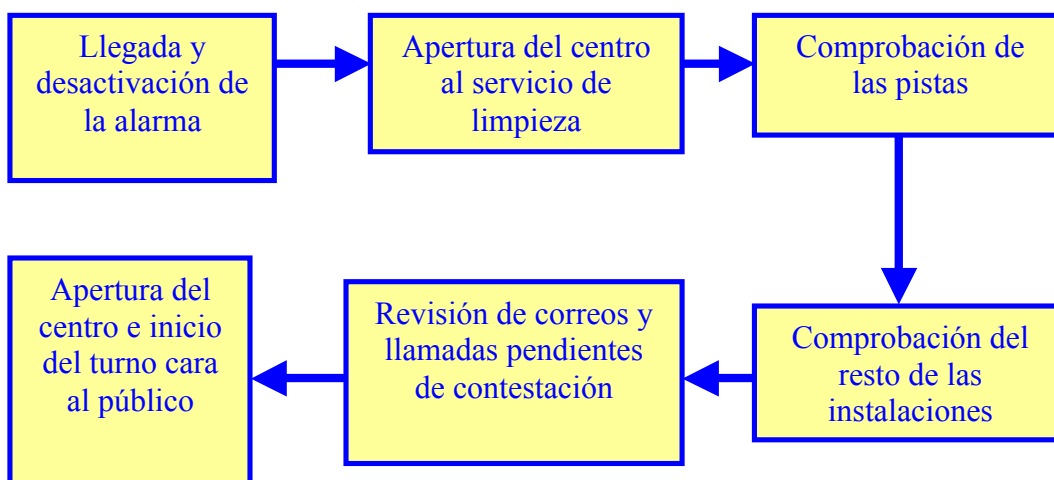 Llegada y
desactivación de
la alarma
Apertura del centro
al servicio de
limpieza
Comprobación de
las pistas
Comprobación del
resto de las
instalaciones
Revisión de correos y
llamadas pendientes
de contestación
Apertura del
centro e inicio
del turno cara
al público